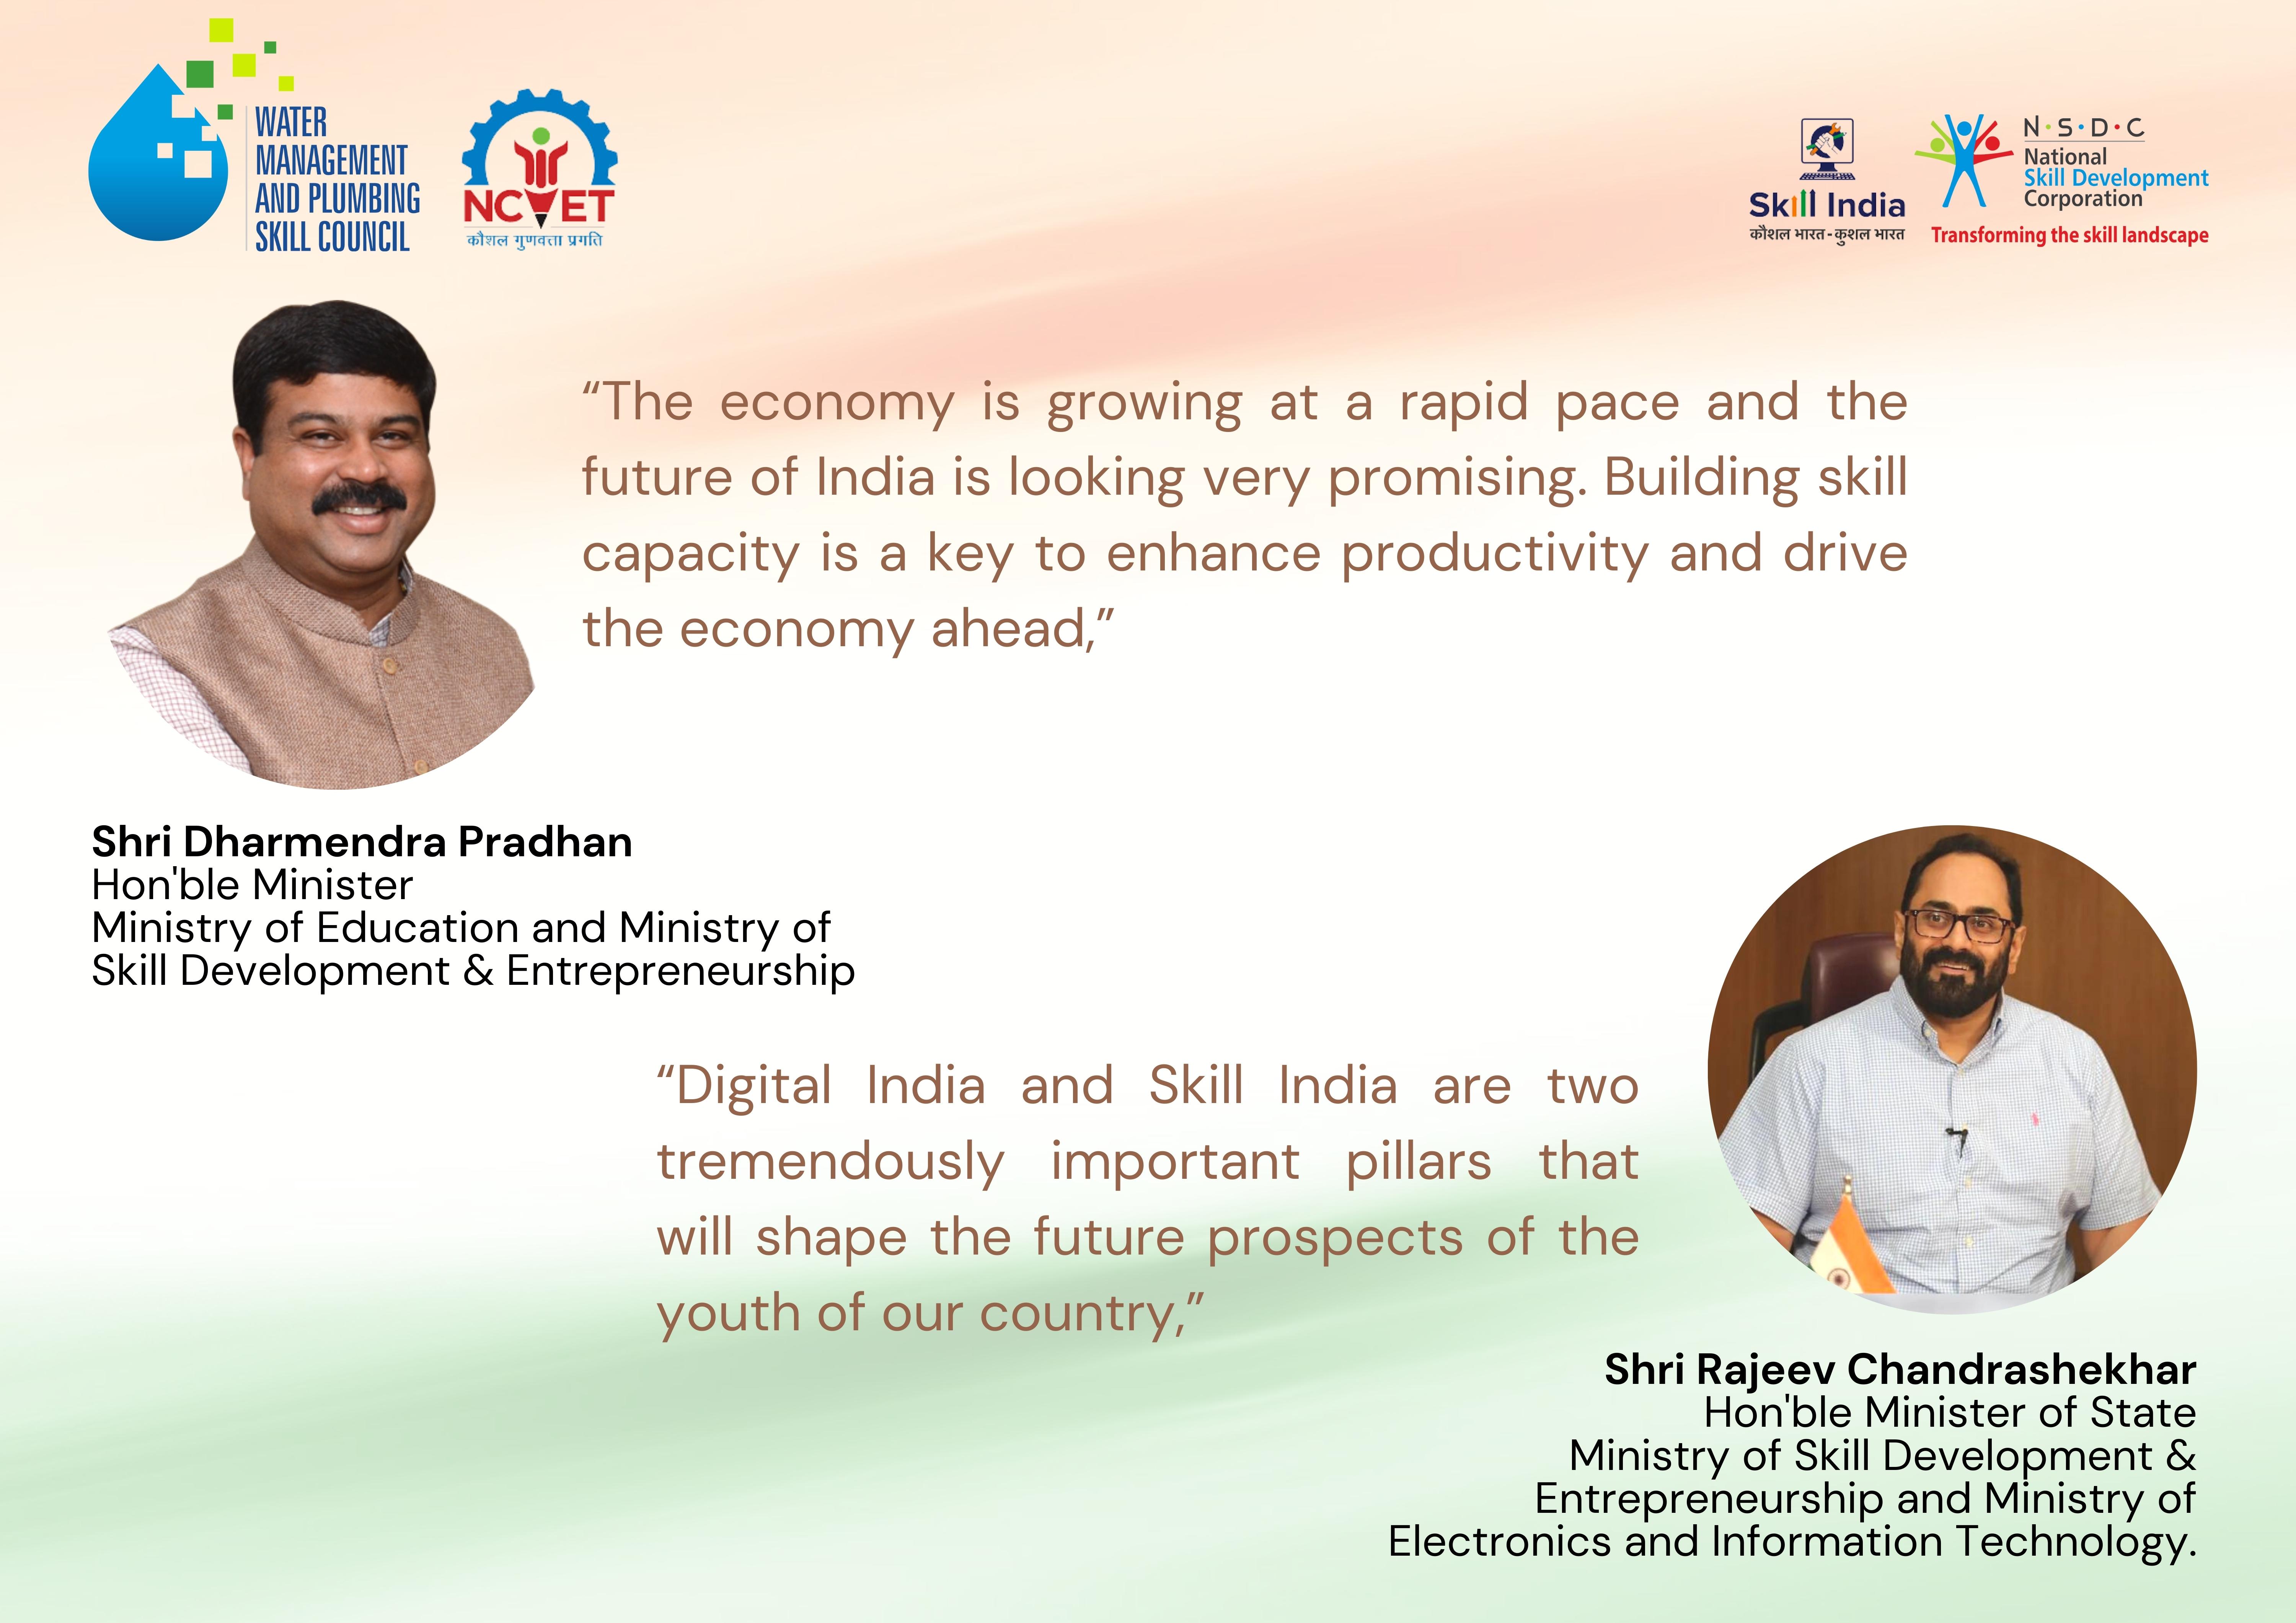 WATER
MANAGEMENT
AND PLUMBING
SKILL COUNCIL
NCVET
कौशल गुणवत्ता प्रगति
Skill India
कौशल भारत - कुशल भारत
N·S·D·C
National
Skill Development
Corporation
Transforming the skill landscape
“The economy is growing at a rapid pace and the
future of India is looking very promising. Building skill
capacity is a key to enhance productivity and drive
the economy ahead,”
Shri Dharmendra Pradhan
Hon'ble Minister
Ministry of Education and Ministry of
Skill Development & Entrepreneurship
“Digital India and Skill India are two
tremendously important pillars that
will shape the future prospects of the
youth of our country,”
Shri Rajeev Chandrashekhar
Hon'ble Minister of State
Ministry of Skill Development &
Entrepreneurship and Ministry of
Electronics and Information Technology.